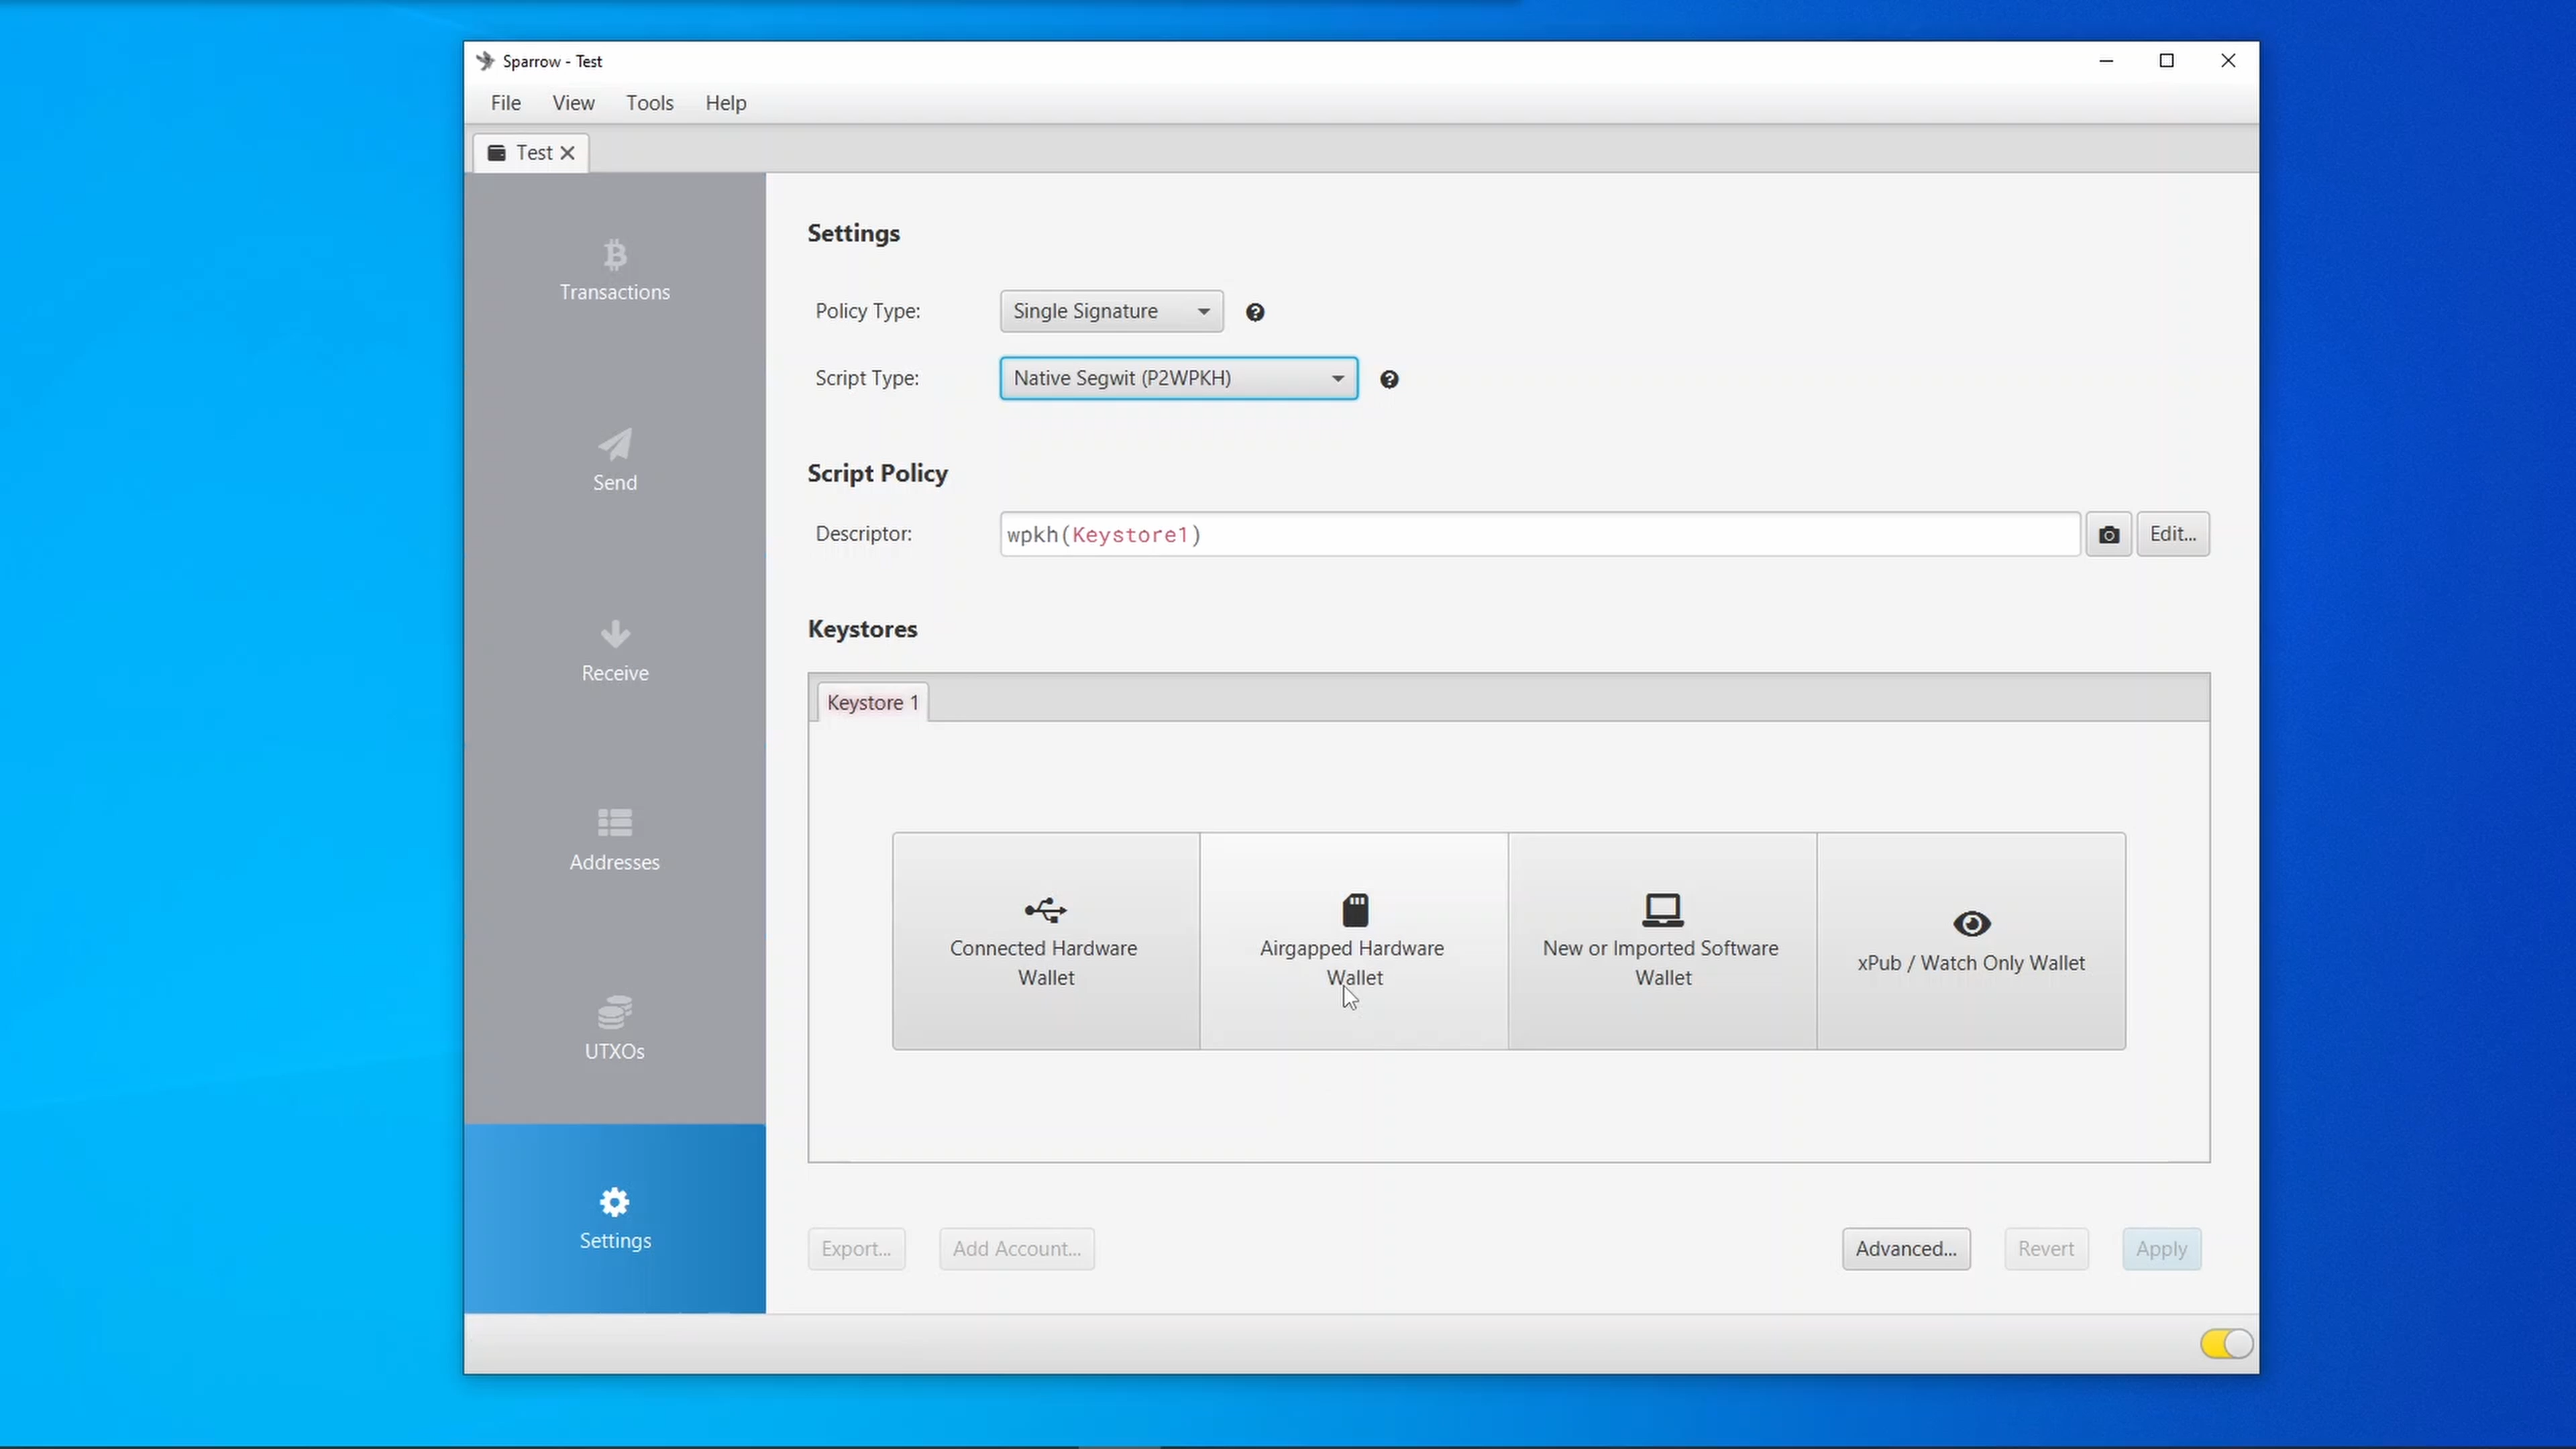 Sparrow - Test
File View Tools Help
Test
Transactions
Send
Receive
Addresses
UTXOs
Settings
Settings
Policy Type: Single Signature
Script Type: Native Segwit (P2WPKH)
Script Policy
Descriptor: wpkh(Keystore1) Edit...
Keystores
Keystore 1
Connected Hardware
Wallet
Airgapped Hardware
Wallet
New or Imported Software
Wallet
xPub / Watch Only Wallet
Export... Add Account... Advanced... Revert Apply